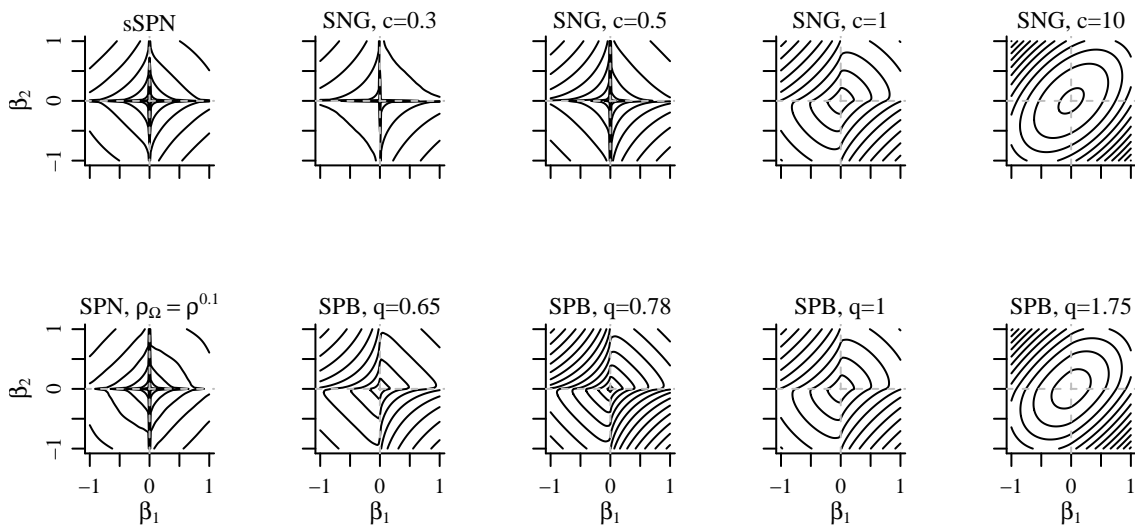 sSPN
SNG, c=0.3
SNG, c=0.5
SNG, c=1
SNG, c=10
β₂
1
0
−1
SPN, ρ_Ω = ρ^0.1
SPB, q=0.65
SPB, q=0.78
SPB, q=1
SPB, q=1.75
β₂
1
0
−1
−1 0 1
−1 0 1
−1 0 1
−1 0 1
−1 0 1
β₁
β₁
β₁
β₁
β₁